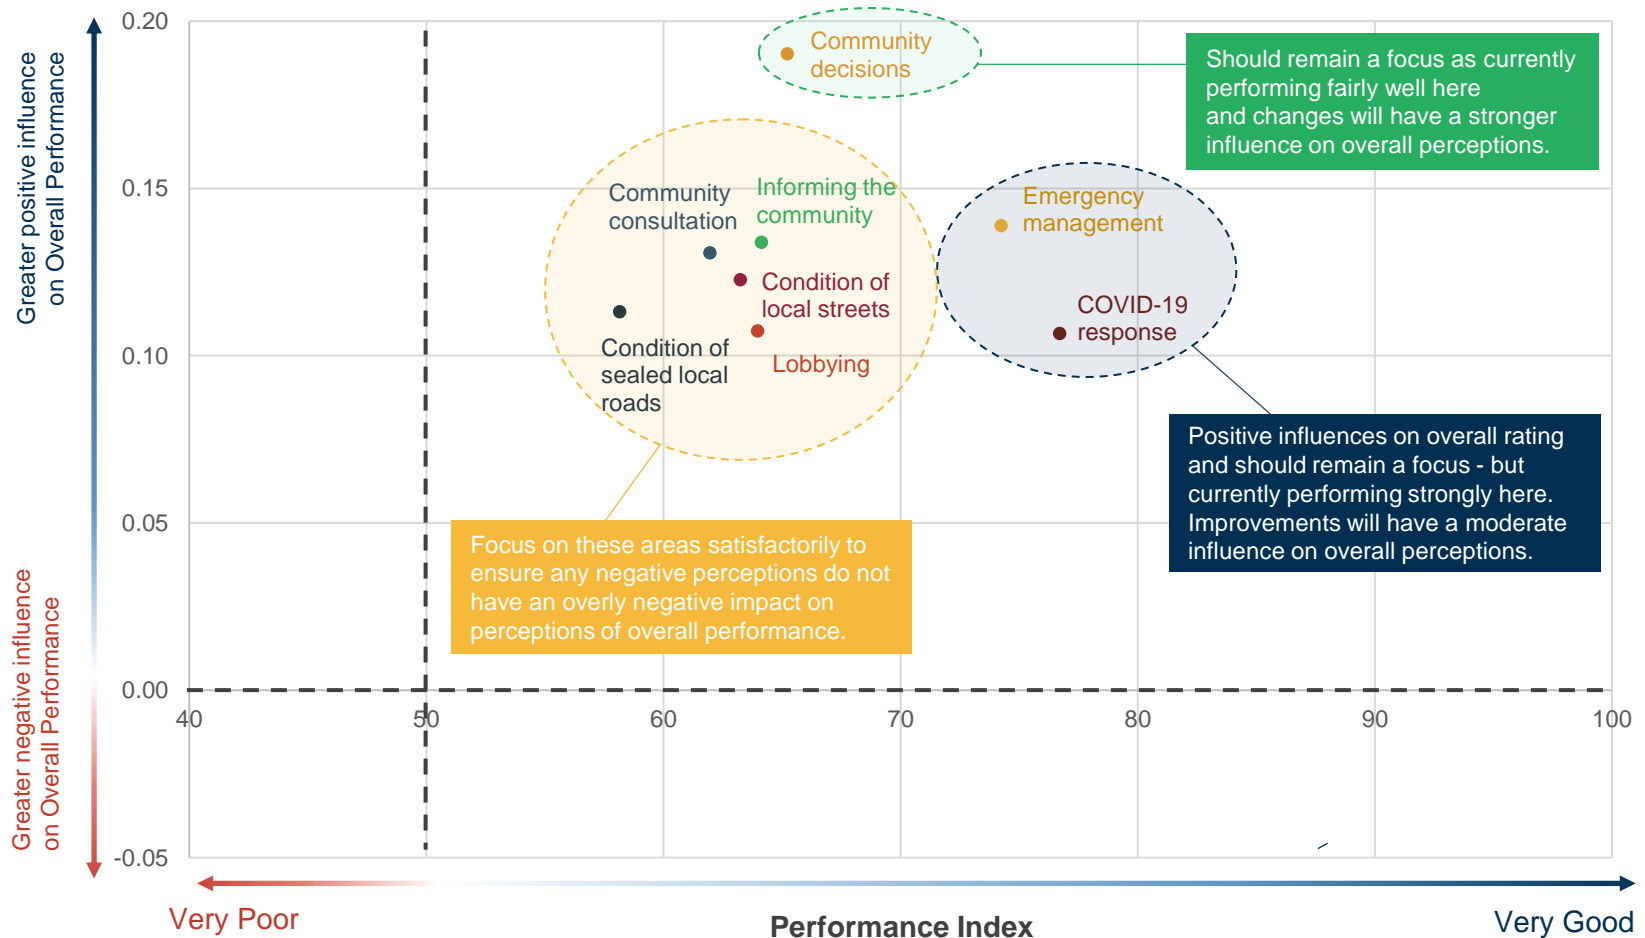 Greater positive influence
on Overall Performance
Greater negative influence
on Overall Performance
0.20
0.15
0.10
0.05
0.00
-0.05
40
50
60
70
80
90
100
Community
decisions
Should remain a focus as currently
performing fairly well here
and changes will have a stronger
influence on overall perceptions.
Community
consultation
Informing the
community
Emergency
management
Condition of
local streets
COVID-19
response
Condition of
sealed local
roads
Lobbying
Positive influences on overall rating
and should remain a focus - but
currently performing strongly here.
Improvements will have a moderate
influence on overall perceptions.
Focus on these areas satisfactorily to
ensure any negative perceptions do not
have an overly negative impact on
perceptions of overall performance.
Very Poor
Performance Index
Very Good